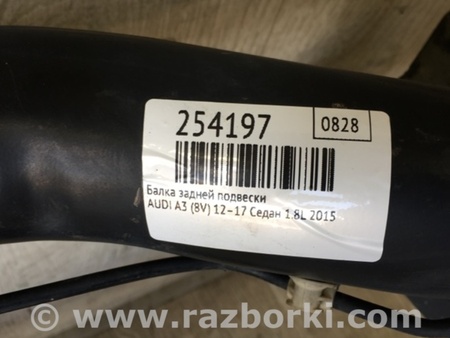 254197
0828
Балка задней подвески
AUDI A3 (8V) 12-17 Седан 1.8L 2015
© www.razborki.com